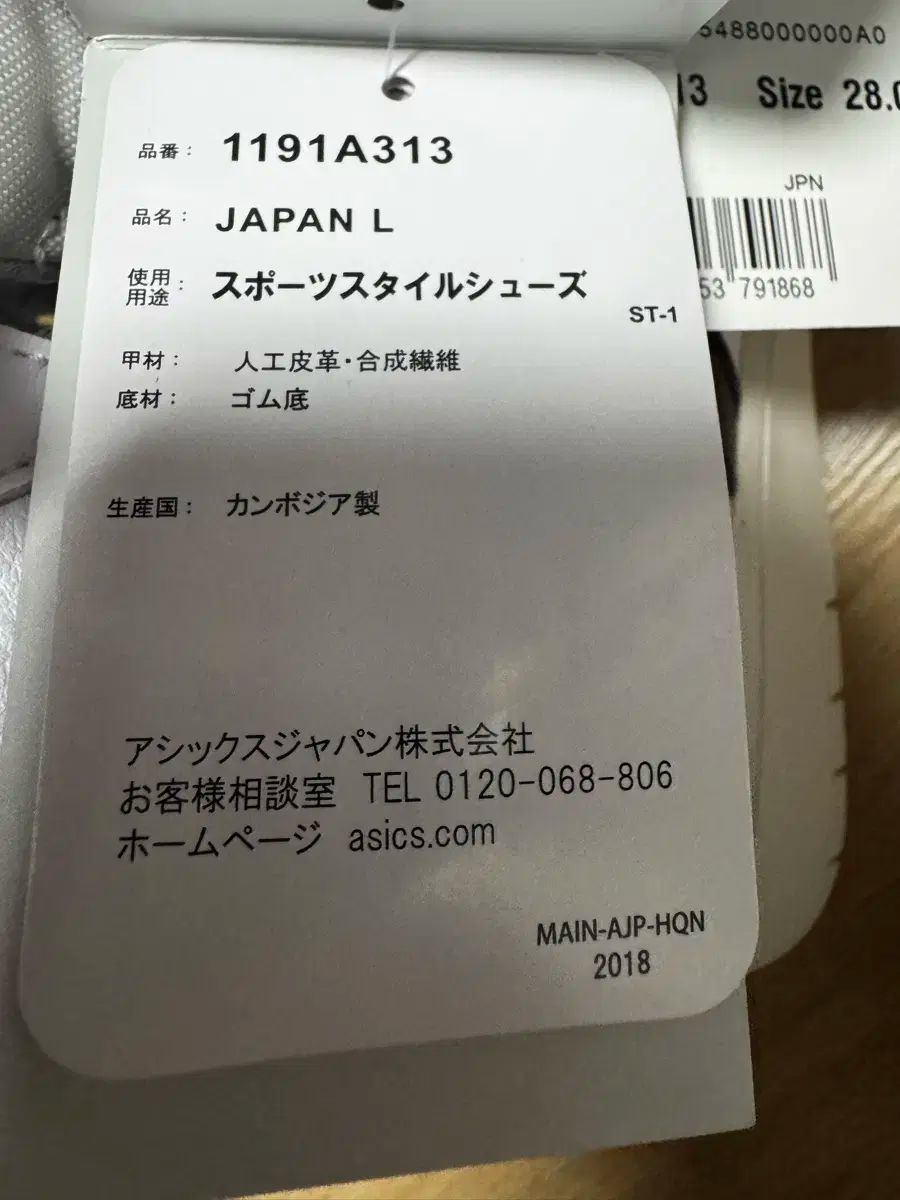 5488000000A0
13 Size 28.0
JPN
53 791868
品番： 1191A313
品名： JAPAN L
使用
用途： スポーツスタイルシューズ
ST-1
甲材： 人工皮革・合成繊維
底材： ゴム底
生産国： カンボジア製
アシックスジャパン株式会社
お客様相談室 TEL 0120-068-806
ホームページ asics.com
MAIN-AJP-HQN
2018